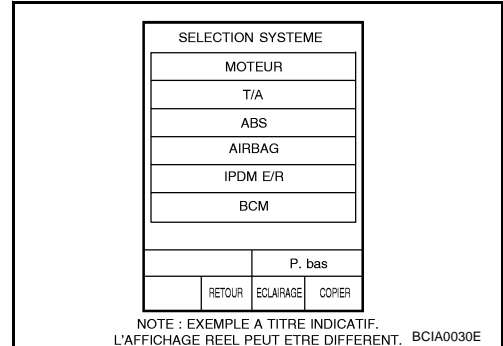 SELECTION SYSTEME
MOTEUR
T/A
ABS
AIRBAG
IPDM E/R
BCM
P. bas
RETOUR ECLAIRAGE COPIER
NOTE : EXEMPLE A TITRE INDICATIF.
L'AFFICHAGE REEL PEUT ETRE DIFFERENT. BCIA0030E